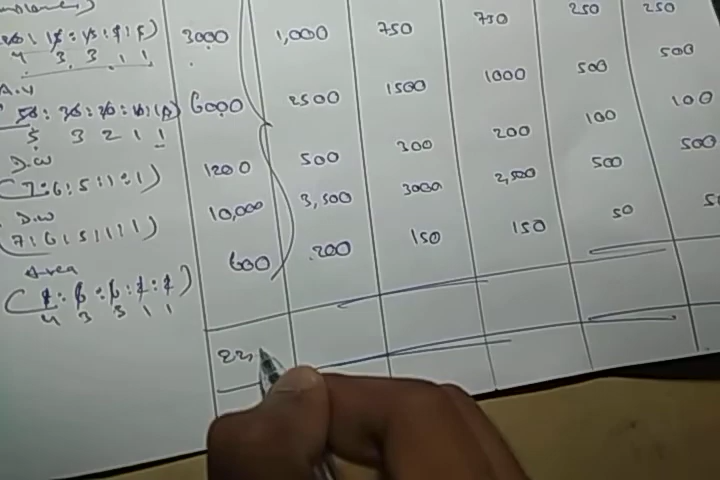 3000 1,000 750 750 250 250
4 3 3 1 1
6000 2500 1500 1000 500 500
5 3 2 1 1
D.W
(7:6:5:1:1) 1200 500 300 200 100 100
D.W
(7:6:5:1:1) 10,000 3,500 3000 2,500 500 500
Area 600 200 150 150 50
4 3 3 1 1
22,